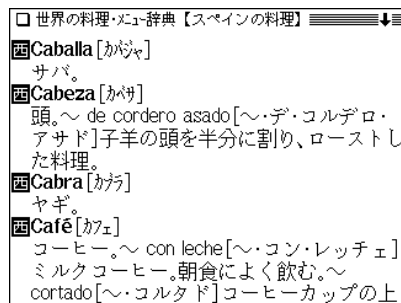 世界の料理・ﾒﾆｭｰ辞典【スペインの料理】
西Caballa[ｶﾊﾞｼﾞｬ]
サバ。
西Cabeza[ｶﾍﾞｻ]
頭。～ de cordero asado[～・デ・コルデロ・
アサド]子羊の頭を半分に割り、ローストし
た料理。
西Cabra[ｶﾌﾞﾗ]
ヤギ。
西Café[ｶﾌｪ]
コーヒー。～ con leche[～・コン・レッチェ]
ミルクコーヒー。朝食によく飲む。～
cortado[～・コルタド]コーヒーカップの上